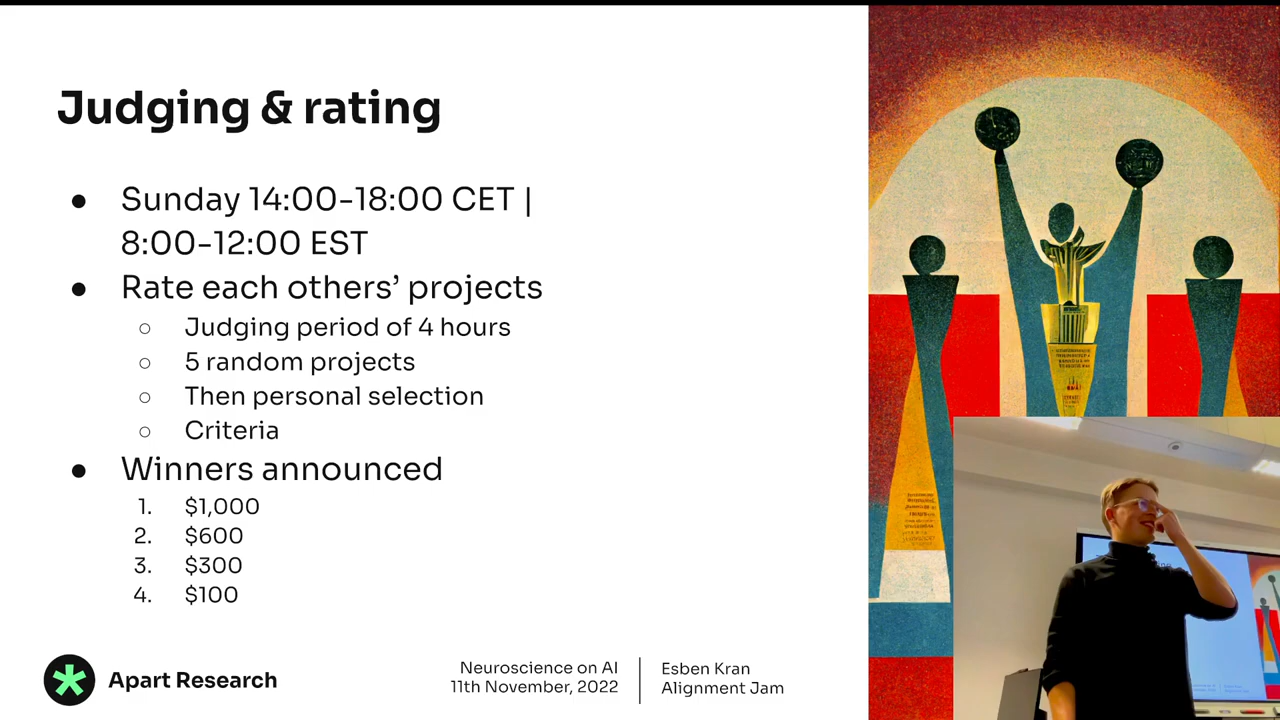 Judging & rating
● Sunday 14:00-18:00 CET |
8:00-12:00 EST
● Rate each others’ projects
○ Judging period of 4 hours
○ 5 random projects
○ Then personal selection
○ Criteria
● Winners announced
1. $1,000
2. $600
3. $300
4. $100
Apart Research
Neuroscience on AI
11th November, 2022
Esben Kran
Alignment Jam